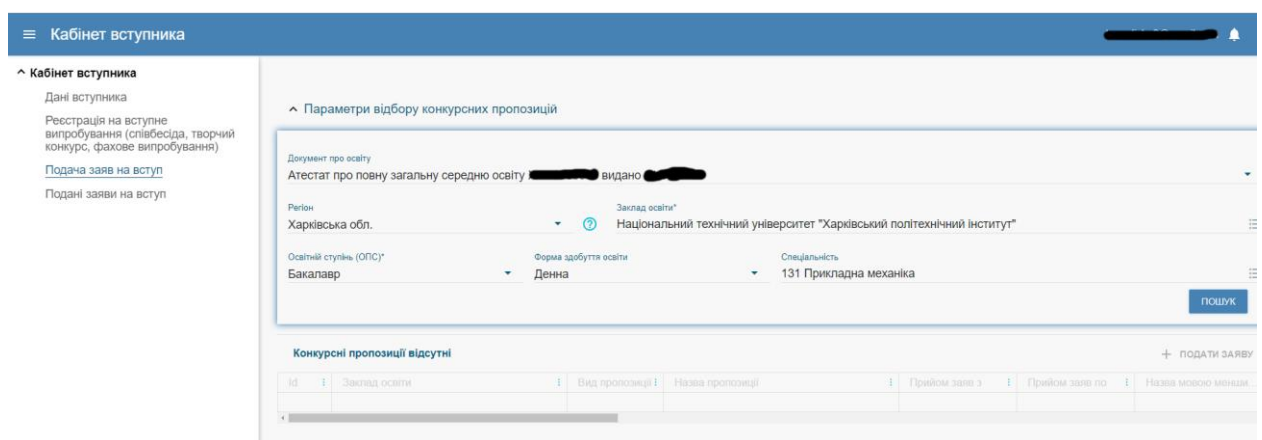 Кабінет вступника
Кабінет вступника
Дані вступника
Реєстрація на вступне
випробування (співбесіда, творчий
конкурс, фахове випробування)
Подача заяв на вступ
Подані заяви на вступ
Параметри відбору конкурсних пропозицій
Документ про освіту
Атестат про повну загальну середню освіту видано
Регіон Заклад освіти*
Харківська обл. ? Національний технічний університет "Харківський політехнічний інститут"
Освітній ступінь (ОПС)* Форма здобуття освіти Спеціальність
Бакалавр Денна 131 Прикладна механіка
ПОШУК
Конкурсні пропозиції відсутні + ПОДАТИ ЗАЯВУ
Id Заклад освіти Вид пропозиції Назва пропозиції Прийом заяв з Прийом заяв по Назва мовою меншин...